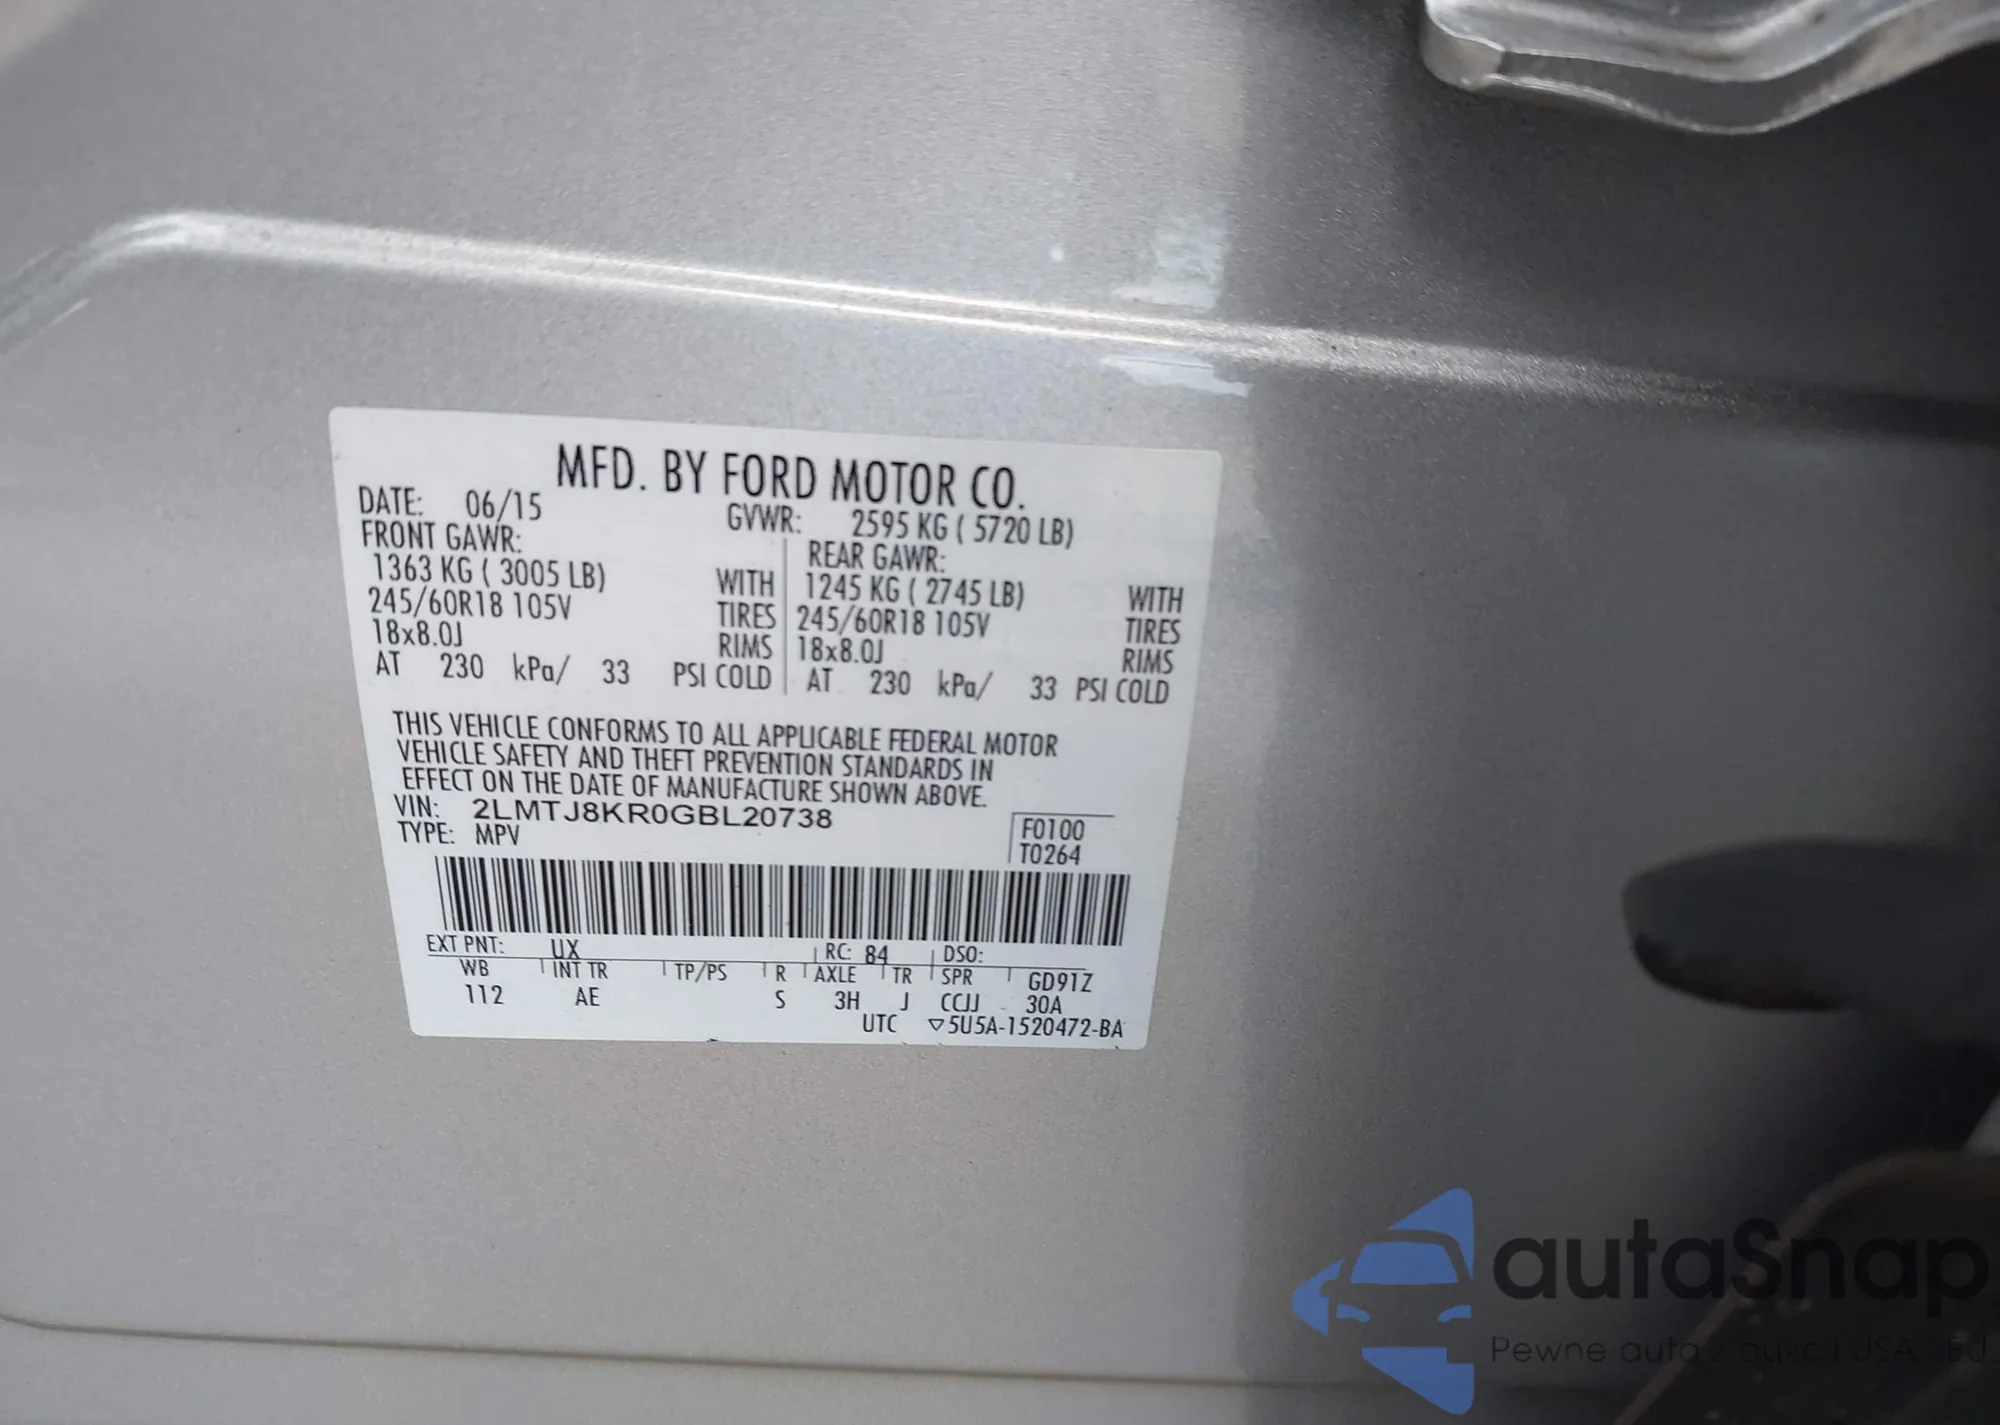 MFD. BY FORD MOTOR CO.
DATE: 06/15 GVWR: 2595 KG ( 5720 LB)
FRONT GAWR: REAR GAWR:
1363 KG ( 3005 LB) WITH 1245 KG ( 2745 LB) WITH
245/60R18 105V TIRES 245/60R18 105V TIRES
18x8.0J RIMS 18x8.0J RIMS
AT 230 kPa/ 33 PSI COLD AT 230 kPa/ 33 PSI COLD
THIS VEHICLE CONFORMS TO ALL APPLICABLE FEDERAL MOTOR
VEHICLE SAFETY AND THEFT PREVENTION STANDARDS IN
EFFECT ON THE DATE OF MANUFACTURE SHOWN ABOVE.
VIN: 2LMTJ8KR0GBL20738 F0100
TYPE: MPV T0264
EXT PNT: UX RC: 84 DSO:
WB INT TR TP/PS R AXLE TR SPR GD91Z
112 AE S 3H J CCJJ 30A
UTC ▽5U5A-1520472-BA
autaSnap
Pewne auta z aukcji USA i EU